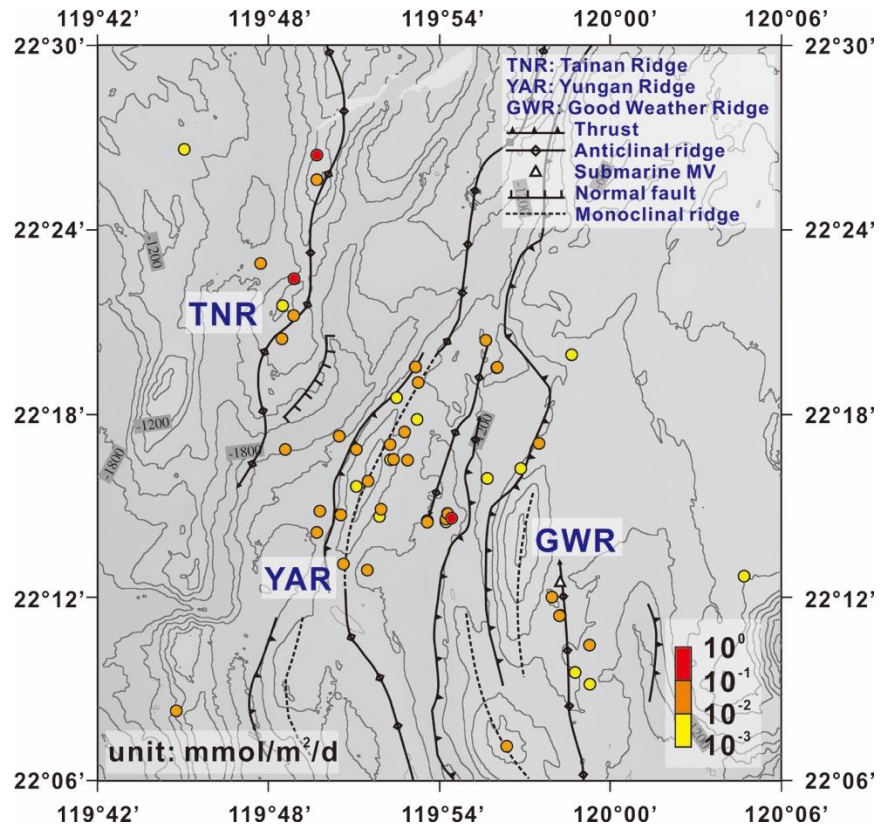 119°42’ 119°48’ 119°54’ 120°00’ 120°06’
22°30’ 22°30’
TNR: Tainan Ridge
YAR: Yungan Ridge
GWR: Good Weather Ridge
Thrust
Anticlinal ridge
Submarine MV
Normal fault
Monoclinal ridge
-1200
22°24’ 22°24’
TNR
22°18’ 22°18’
-1200
-1800
-1800
GWR
YAR
22°12’ 22°12’
10⁰
10⁻¹
10⁻²
10⁻³
unit: mmol/m²/d
22°06’ 22°06’
119°42’ 119°48’ 119°54’ 120°00’ 120°06’